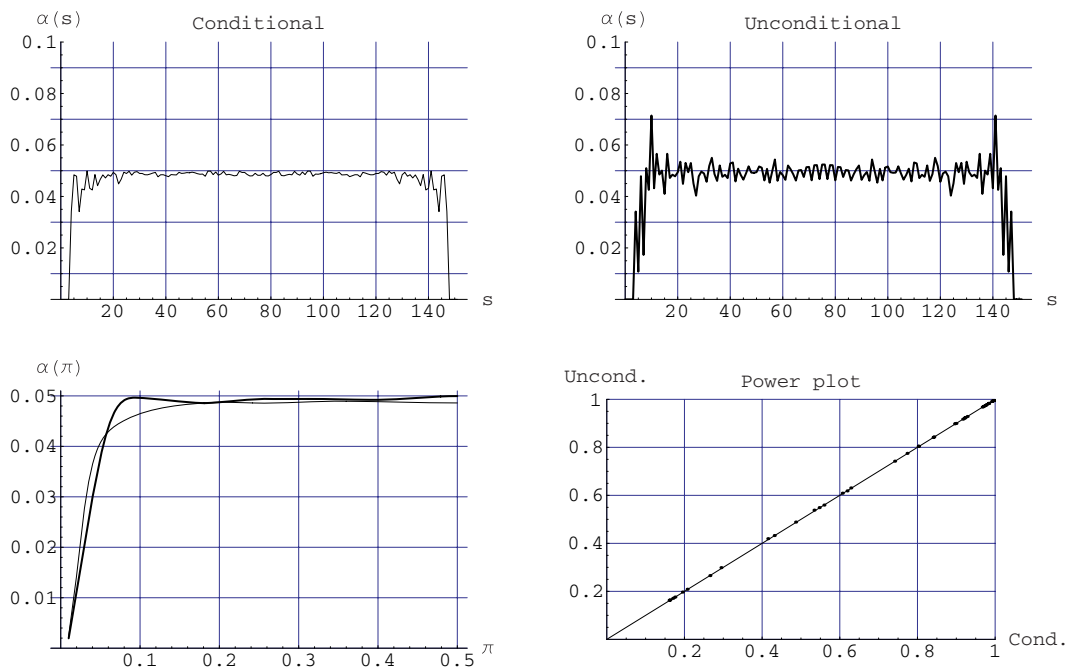 α(s) Conditional
0.1
0.08
0.06
0.04
0.02
20 40 60 80 100 120 140 s
α(s) Unconditional
0.1
0.08
0.06
0.04
0.02
20 40 60 80 100 120 140 s
α(π)
0.05
0.04
0.03
0.02
0.01
0.1 0.2 0.3 0.4 0.5 π
Uncond. Power plot
1
0.8
0.6
0.4
0.2
0.2 0.4 0.6 0.8 1 Cond.